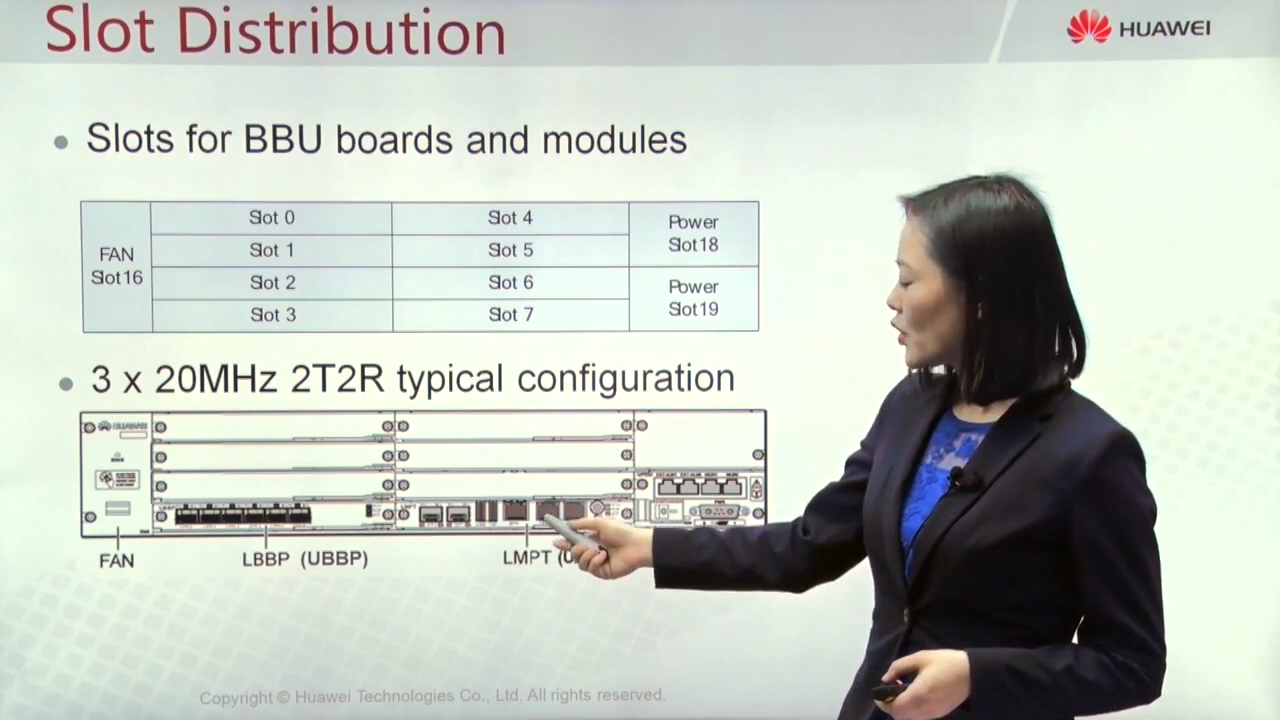 Slot Distribution
HUAWEI
Slots for BBU boards and modules
FAN
Slot16
Slot 0
Slot 4
Slot 1
Slot 5
Slot 2
Slot 6
Slot 3
Slot 7
Power
Slot18
Power
Slot19
3 x 20MHz 2T2R typical configuration
HUAWEI
FAN
LBBP (UBBP)
LMPT (U
Copyright © Huawei Technologies Co., Ltd. All rights reserved.